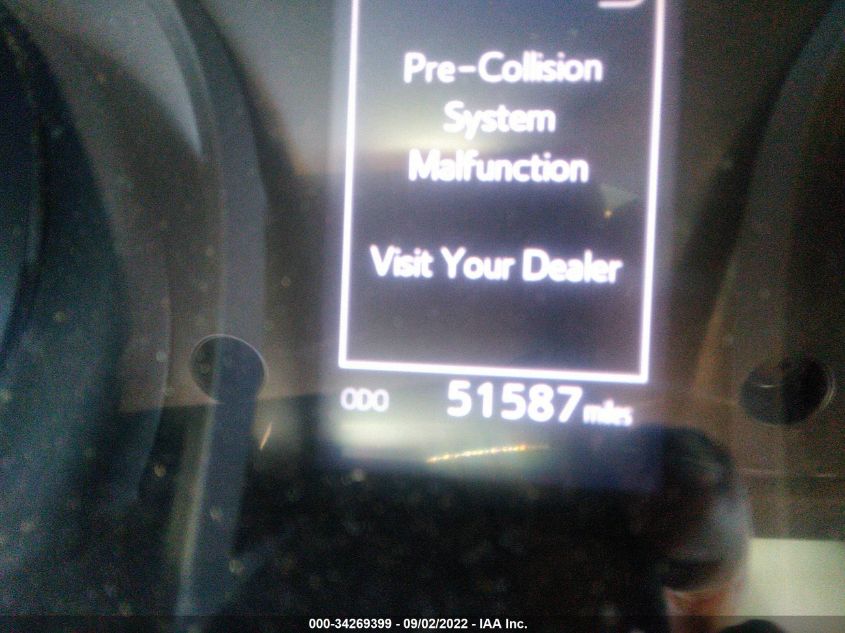 Pre-Collision
System
Malfunction
Visit Your Dealer
ODO 51587 miles
000-34269399 - 09/02/2022 - IAA Inc.